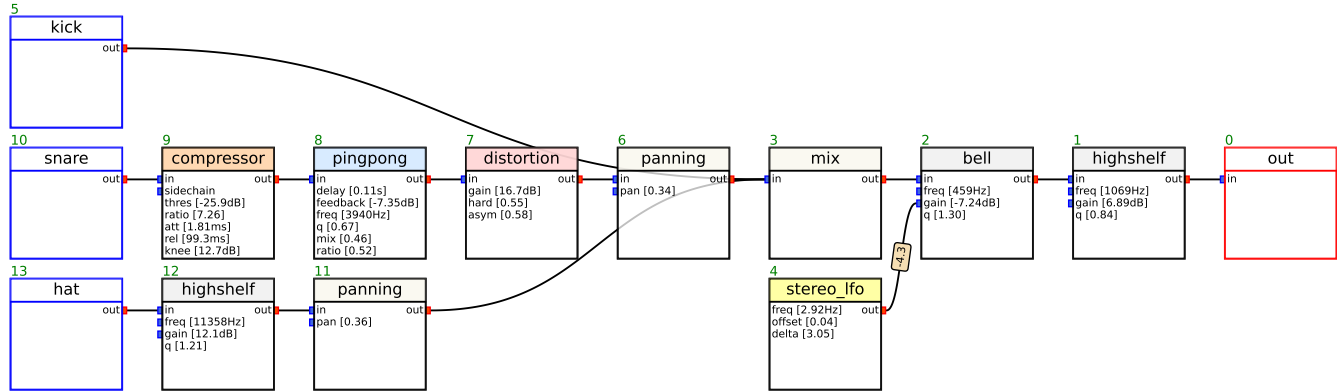 5
kick
out
10
snare
out
9
compressor
in out
sidechain
thres [-25.9dB]
ratio [7.26]
att [1.81ms]
rel [99.3ms]
knee [12.7dB]
8
pingpong
in out
delay [0.11s]
feedback [-7.35dB]
freq [3940Hz]
q [0.67]
mix [0.46]
ratio [0.52]
7
distortion
in out
gain [16.7dB]
hard [0.55]
asym [0.58]
6
panning
in out
pan [0.34]
3
mix
in out
2
bell
in out
freq [459Hz]
gain [-7.24dB]
q [1.30]
1
highshelf
in out
freq [1069Hz]
gain [6.89dB]
q [0.84]
0
out
in
13
hat
out
12
highshelf
in out
freq [11358Hz]
gain [12.1dB]
q [1.21]
11
panning
in out
pan [0.36]
4
stereo_lfo
freq [2.92Hz] out
offset [0.04]
delta [3.05]
-4.3